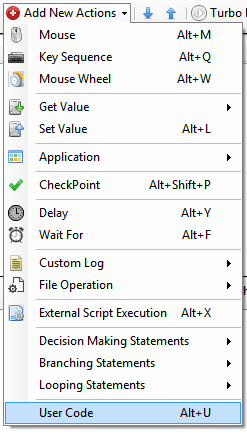 Add New Actions Turbo
Mouse Alt+M
Key Sequence Alt+Q
Mouse Wheel Alt+W
Get Value
Set Value Alt+L
Application
CheckPoint Alt+Shift+P
Delay Alt+Y
Wait For Alt+F
Custom Log
File Operation
External Script Execution Alt+X
Decision Making Statements
Branching Statements
Looping Statements
User Code Alt+U